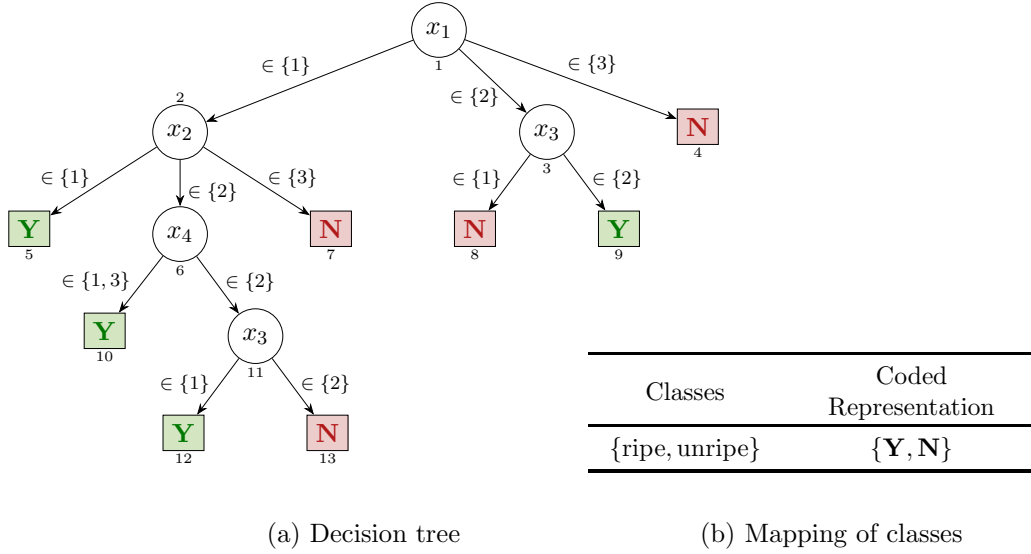 x₁
1
∈ {1}
∈ {2}
∈ {3}
2
x₂
x₃
3
N
4
∈ {1}
∈ {2}
∈ {3}
∈ {1}
∈ {2}
Y
5
x₄
6
N
7
N
8
Y
9
∈ {1, 3}
∈ {2}
Y
10
x₃
11
∈ {1}
∈ {2}
Y
12
N
13
Classes
Coded
Representation
{ripe, unripe}
{Y, N}
(a) Decision tree
(b) Mapping of classes